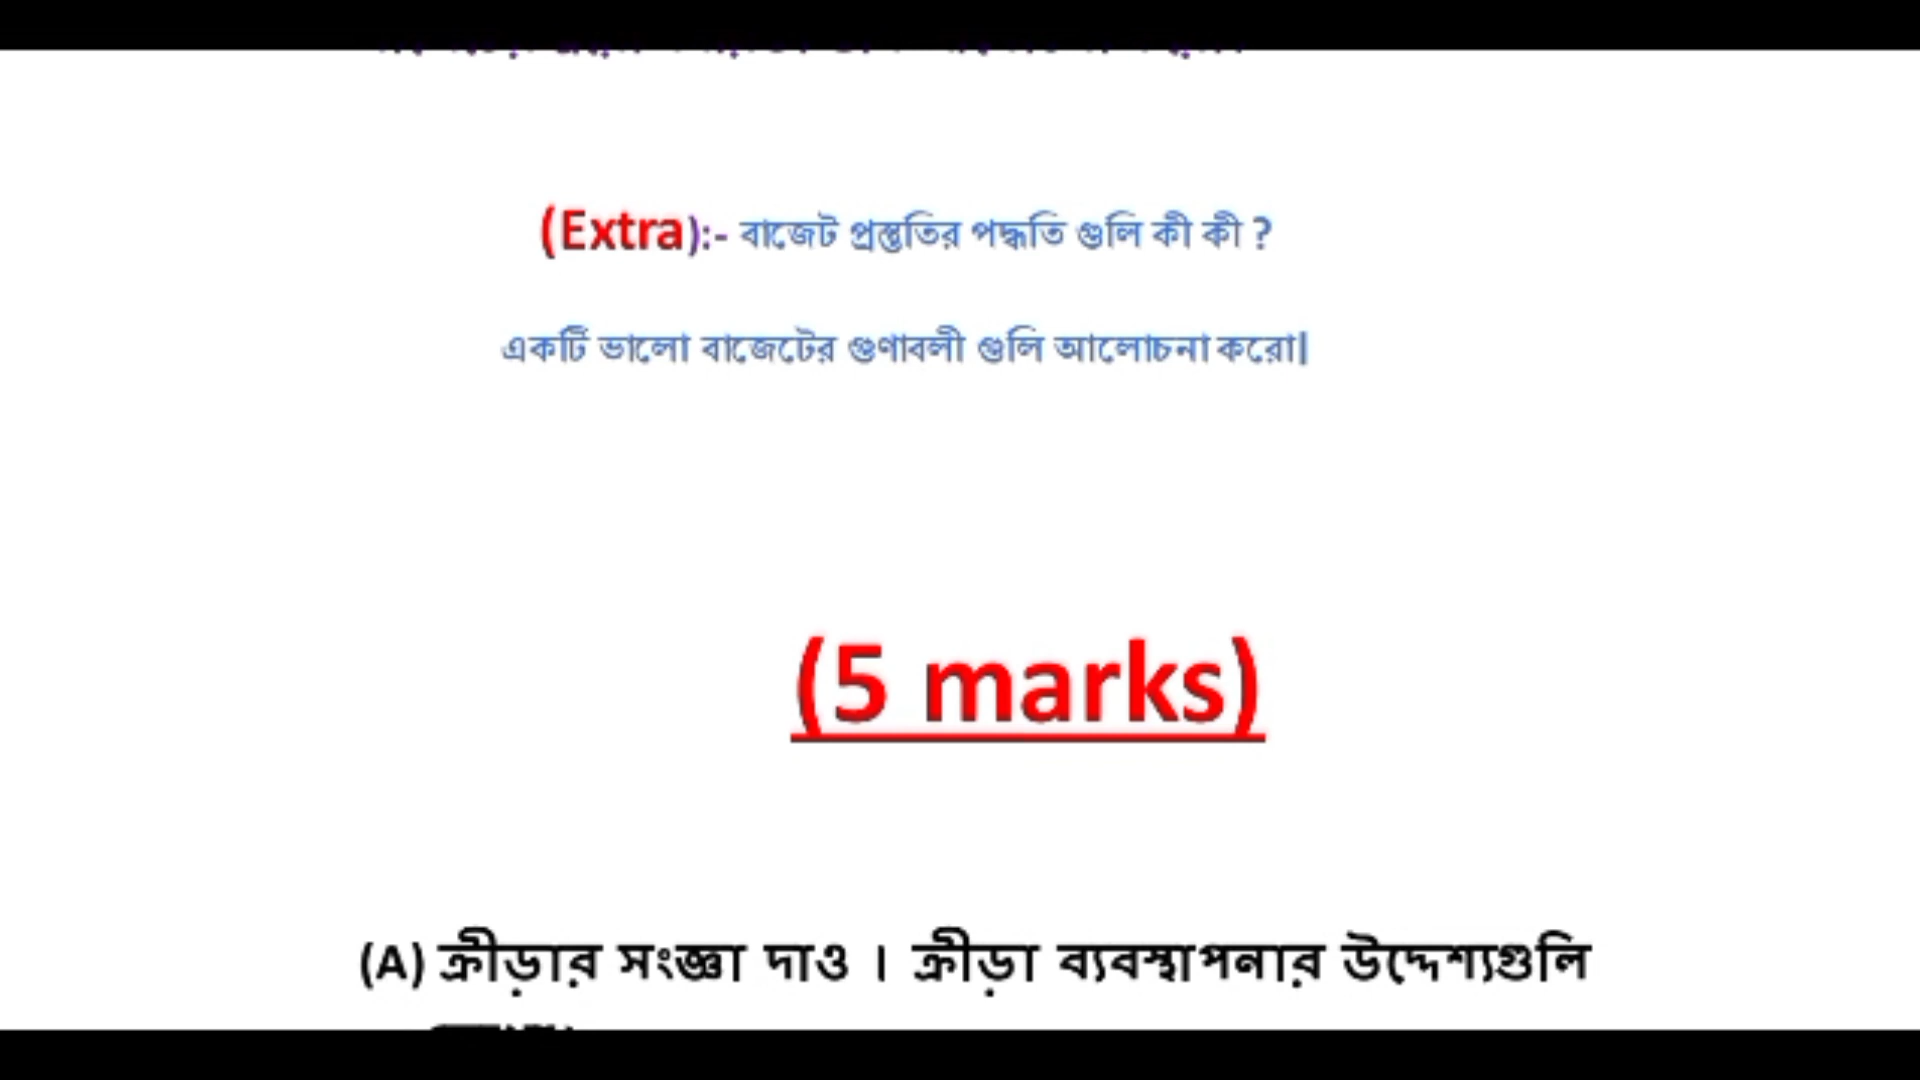 (Extra):- বাজেট প্রস্তুতির পদ্ধতি গুলি কী কী ?
একটি ভালো বাজেটের গুণাবলী গুলি আলোচনা করো|
(5 marks)
(A) ক্রীড়ার সংজ্ঞা দাও । ক্রীড়া ব্যবস্থাপনার উদ্দেশ্যগুলি